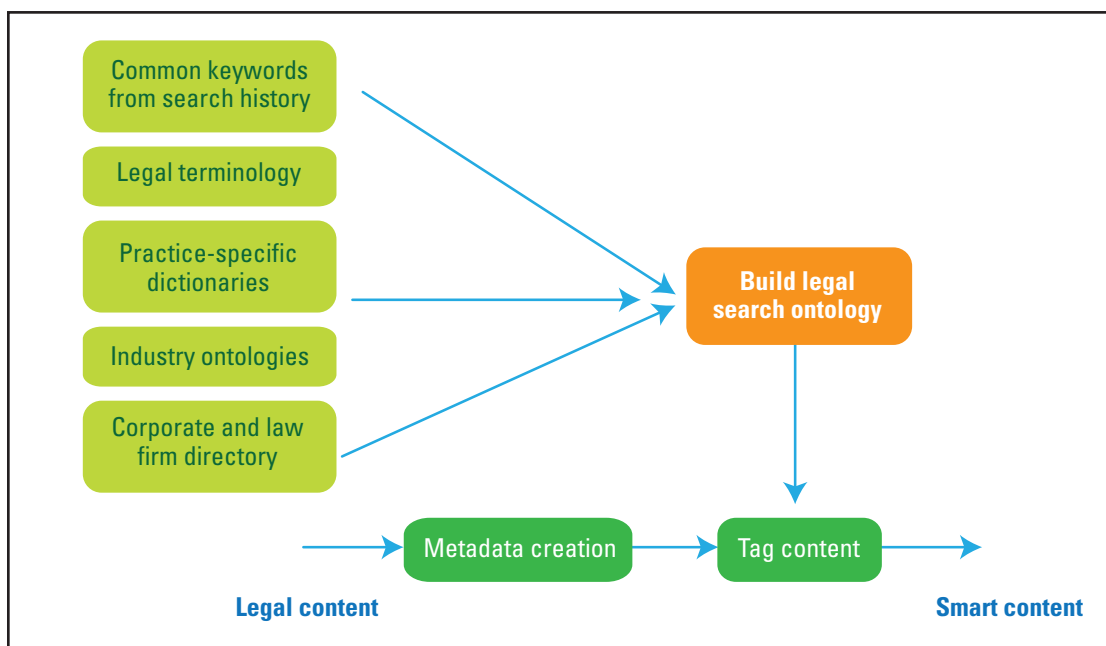 Common keywords
from search history
Legal terminology
Practice-specific
dictionaries
Industry ontologies
Corporate and law
firm directory
Build legal
search ontology
Metadata creation
Tag content
Legal content
Smart content